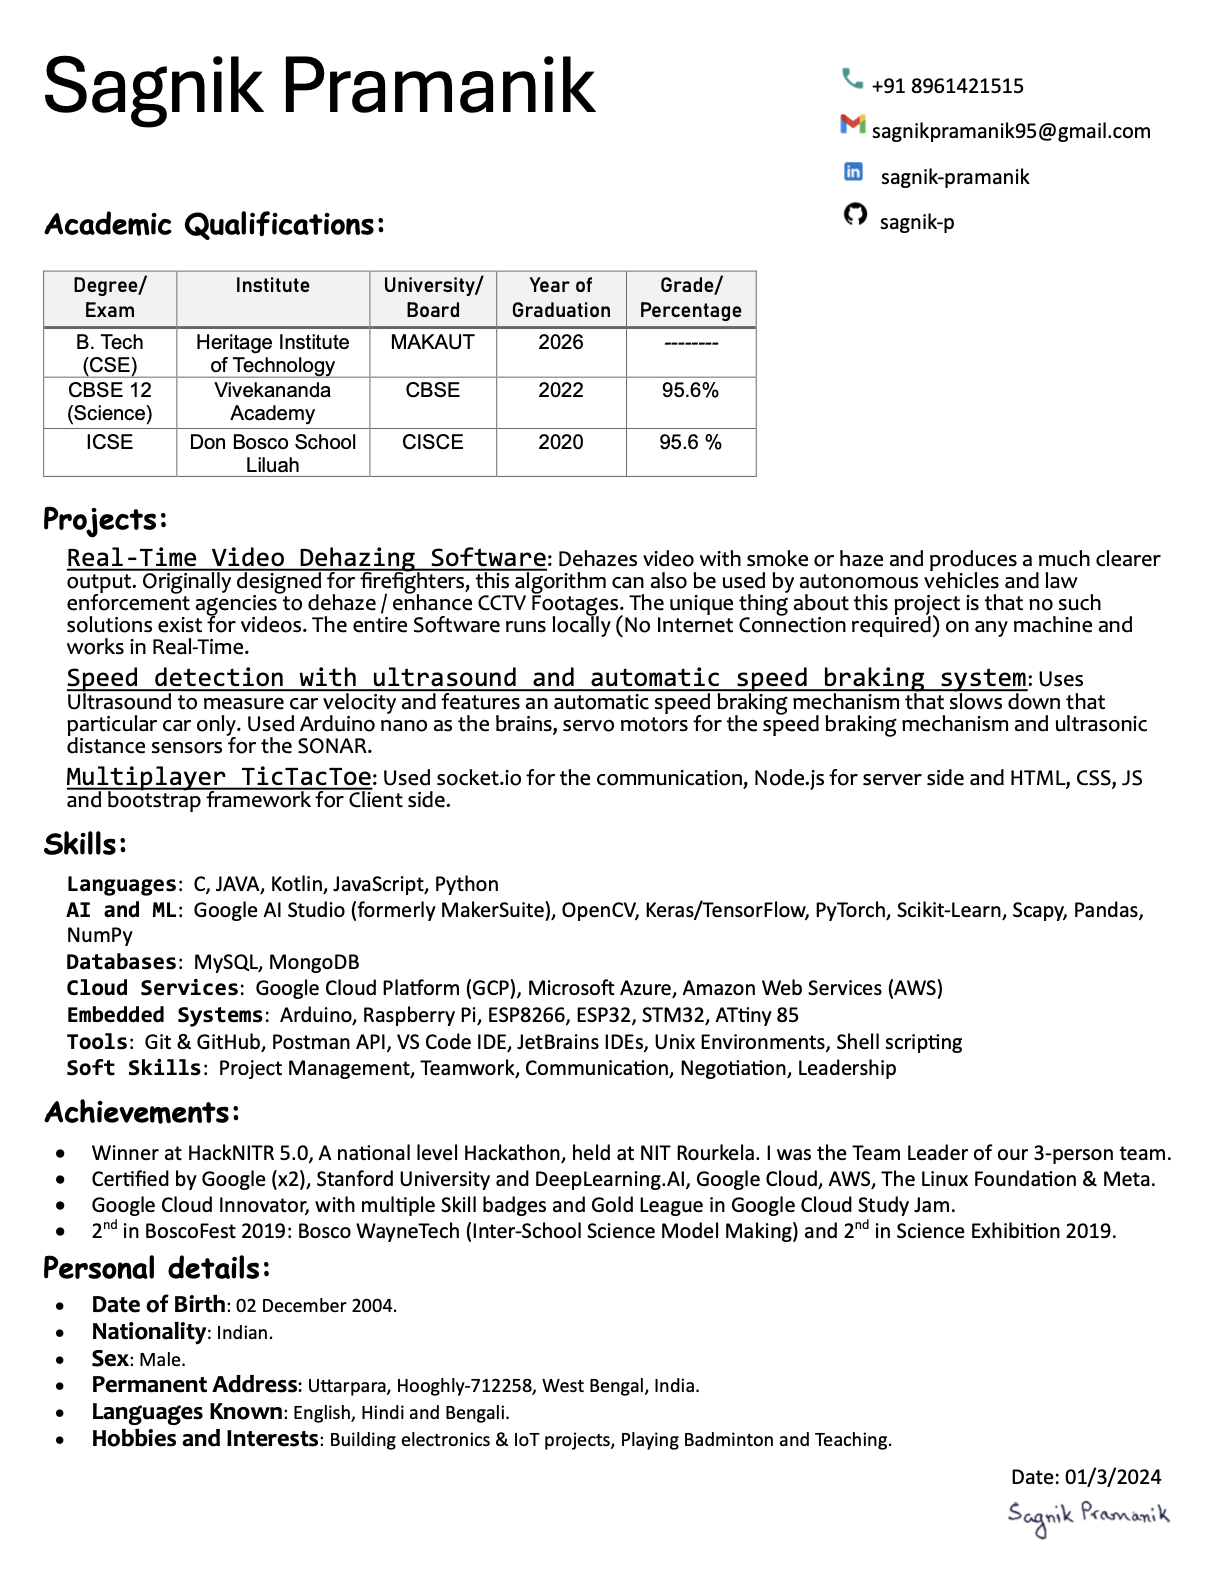 Sagnik Pramanik
+91 8961421515
sagnikpramanik95@gmail.com
sagnik-pramanik
sagnik-p
Academic Qualifications:
Degree/ Exam | Institute | University/ Board | Year of Graduation | Grade/ Percentage
B. Tech (CSE) | Heritage Institute of Technology | MAKAUT | 2026 | --------
CBSE 12 (Science) | Vivekananda Academy | CBSE | 2022 | 95.6%
ICSE | Don Bosco School Liluah | CISCE | 2020 | 95.6 %
Projects:
Real-Time Video Dehazing Software: Dehazes video with smoke or haze and produces a much clearer
output. Originally designed for firefighters, this algorithm can also be used by autonomous vehicles and law
enforcement agencies to dehaze / enhance CCTV Footages. The unique thing about this project is that no such
solutions exist for videos. The entire Software runs locally (No Internet Connection required) on any machine and
works in Real-Time.
Speed detection with ultrasound and automatic speed braking system: Uses
Ultrasound to measure car velocity and features an automatic speed braking mechanism that slows down that
particular car only. Used Arduino nano as the brains, servo motors for the speed braking mechanism and ultrasonic
distance sensors for the SONAR.
Multiplayer TicTacToe: Used socket.io for the communication, Node.js for server side and HTML, CSS, JS
and bootstrap framework for Client side.
Skills:
Languages: C, JAVA, Kotlin, JavaScript, Python
AI and ML: Google AI Studio (formerly MakerSuite), OpenCV, Keras/TensorFlow, PyTorch, Scikit-Learn, Scapy, Pandas,
NumPy
Databases: MySQL, MongoDB
Cloud Services: Google Cloud Platform (GCP), Microsoft Azure, Amazon Web Services (AWS)
Embedded Systems: Arduino, Raspberry Pi, ESP8266, ESP32, STM32, ATtiny 85
Tools: Git & GitHub, Postman API, VS Code IDE, JetBrains IDEs, Unix Environments, Shell scripting
Soft Skills: Project Management, Teamwork, Communication, Negotiation, Leadership
Achievements:
• Winner at HackNITR 5.0, A national level Hackathon, held at NIT Rourkela. I was the Team Leader of our 3-person team.
• Certified by Google (x2), Stanford University and DeepLearning.AI, Google Cloud, AWS, The Linux Foundation & Meta.
• Google Cloud Innovator, with multiple Skill badges and Gold League in Google Cloud Study Jam.
• 2nd in BoscoFest 2019: Bosco WayneTech (Inter-School Science Model Making) and 2nd in Science Exhibition 2019.
Personal details:
• Date of Birth: 02 December 2004.
• Nationality: Indian.
• Sex: Male.
• Permanent Address: Uttarpara, Hooghly-712258, West Bengal, India.
• Languages Known: English, Hindi and Bengali.
• Hobbies and Interests: Building electronics & IoT projects, Playing Badminton and Teaching.
Date: 01/3/2024
Sagnik Pramanik